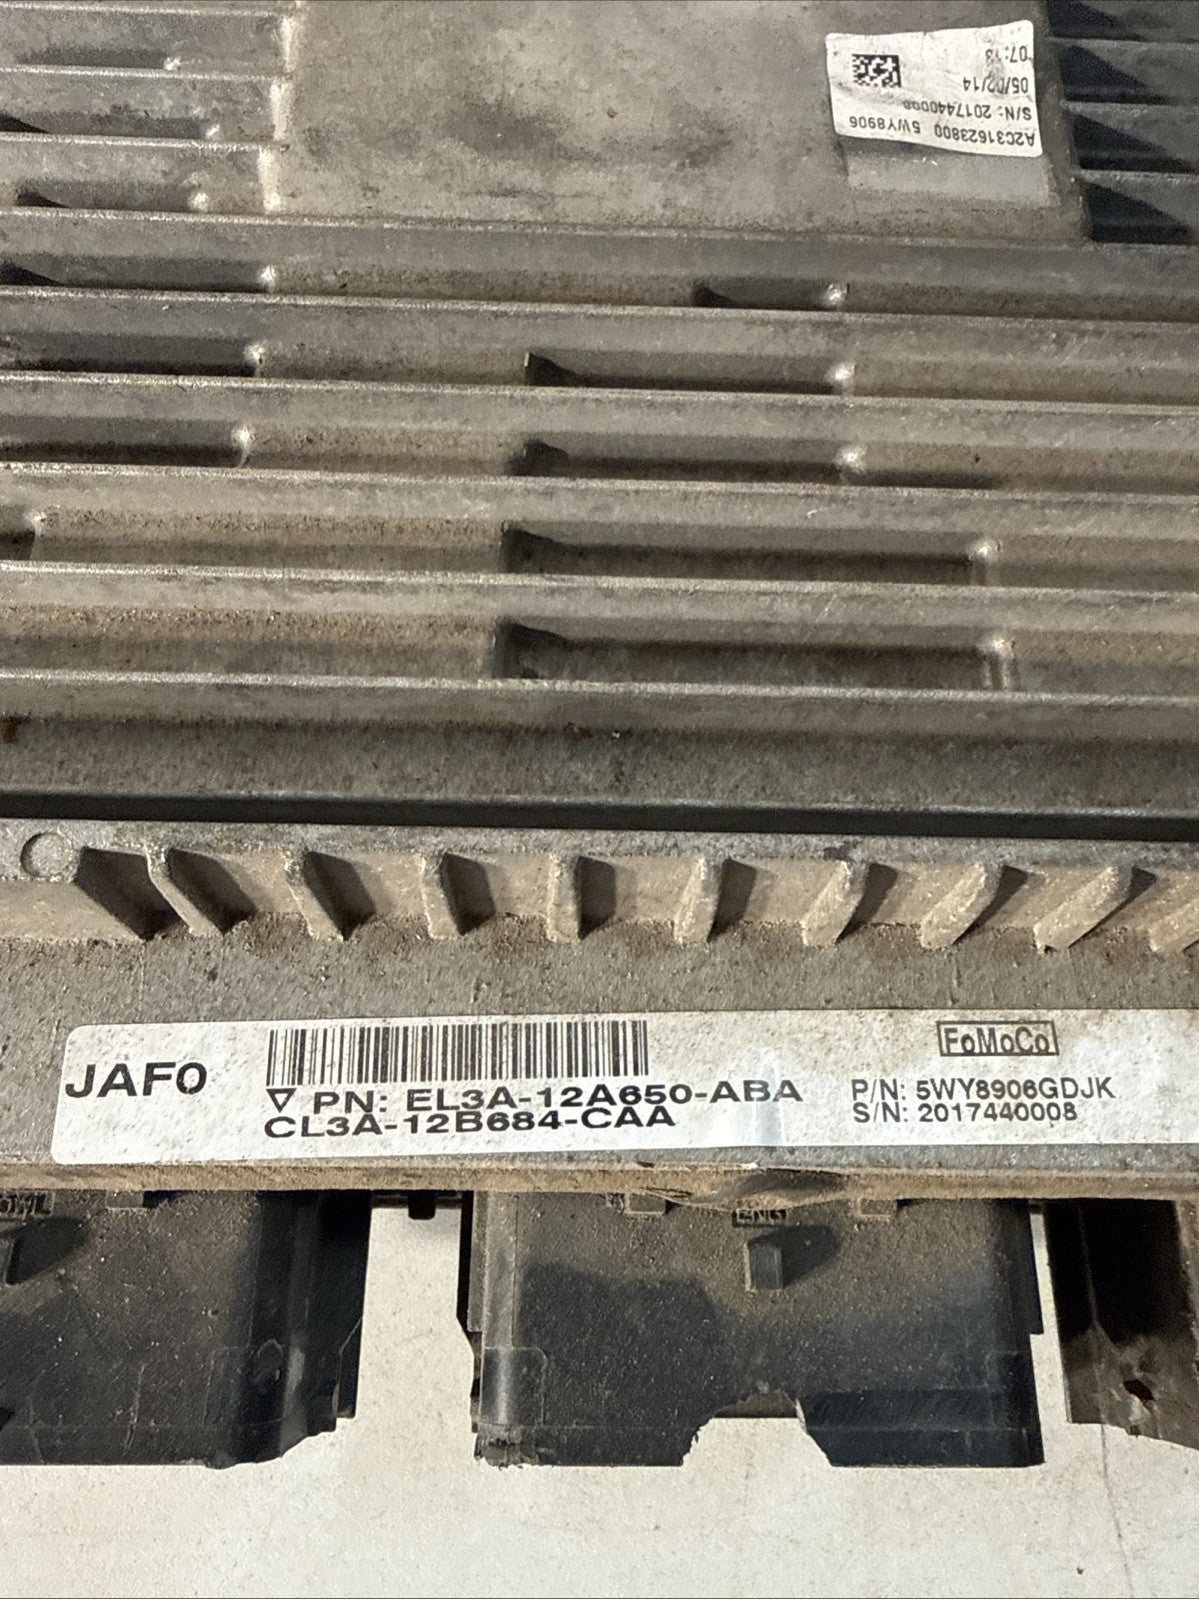 A2C31623800 5WY8906
S/N: 2017440008
05/02/14
07:13
JAF0
▽ PN: EL3A-12A650-ABA
CL3A-12B684-CAA
FoMoCo
P/N: 5WY8906GDJK
S/N: 2017440008
ENG